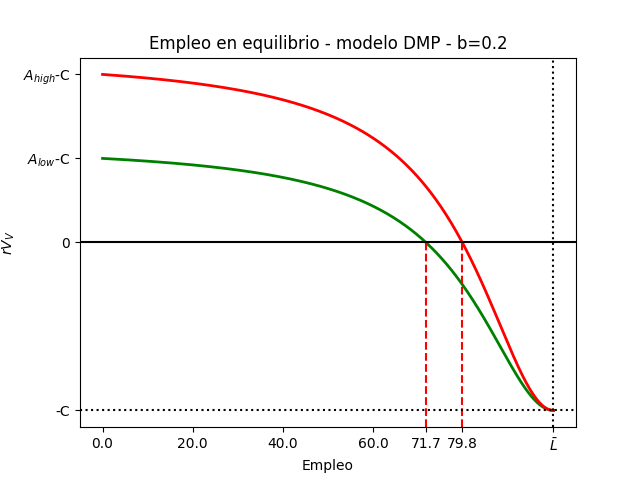 Empleo en equilibrio - modelo DMP - b=0.2
A_high-C
A_low-C
0
-C
rV_V
0.0 20.0 40.0 60.0 71.7 79.8 L̄
Empleo